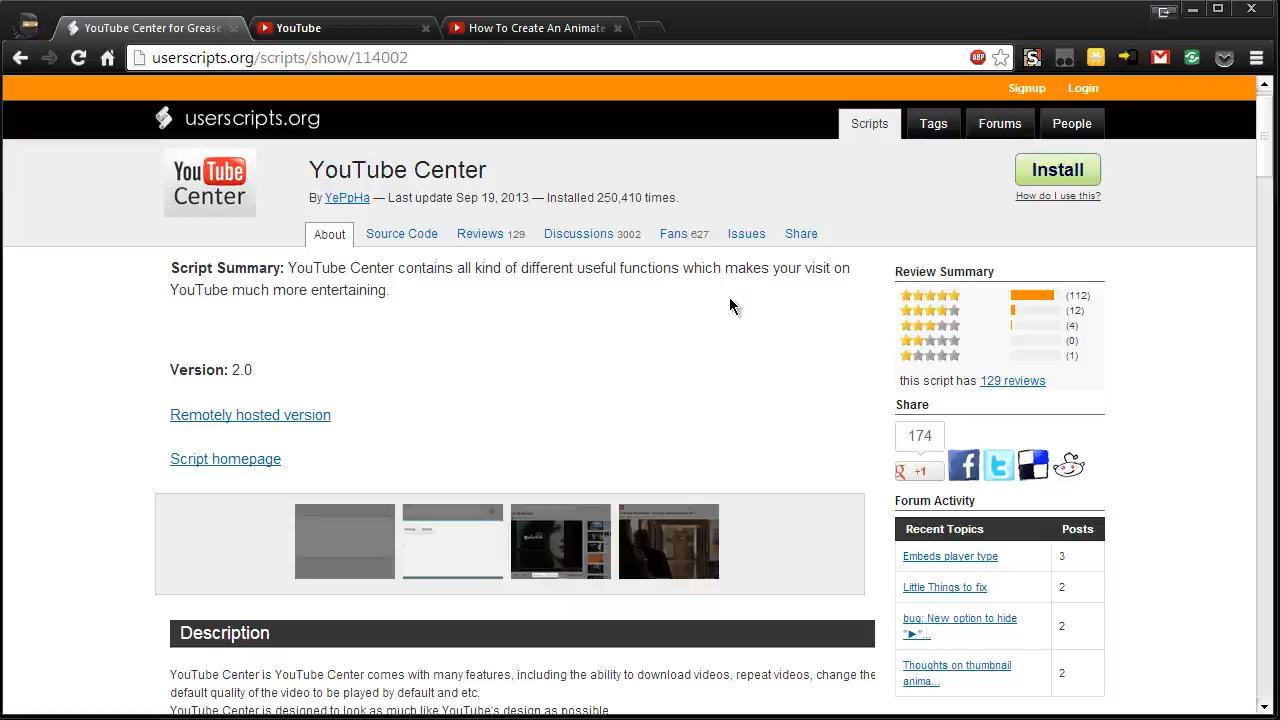 YouTube Center for Grease
YouTube
How To Create An Animate
userscripts.org/scripts/show/114002
ABP
Signup
Login
userscripts.org
Scripts
Tags
Forums
People
You Tube
Center
YouTube Center
Install
By YePpHa — Last update Sep 19, 2013 — Installed 250,410 times.
How do I use this?
About
Source Code
Reviews 129
Discussions 3002
Fans 627
Issues
Share
Script Summary: YouTube Center contains all kind of different useful functions which makes your visit on
YouTube much more entertaining.
Version: 2.0
Remotely hosted version
Script homepage
Review Summary
(112)
(12)
(4)
(0)
(1)
this script has 129 reviews
Share
174
g +1
Forum Activity
Recent Topics
Posts
Embeds player type
3
Little Things to fix
2
bug: New option to hide
"►"...
2
Thoughts on thumbnail
anima...
2
Description
YouTube Center is YouTube Center comes with many features, including the ability to download videos, repeat videos, change the
default quality of the video to be played by default and etc.
YouTube Center is designed to look as much like YouTube's design as possible